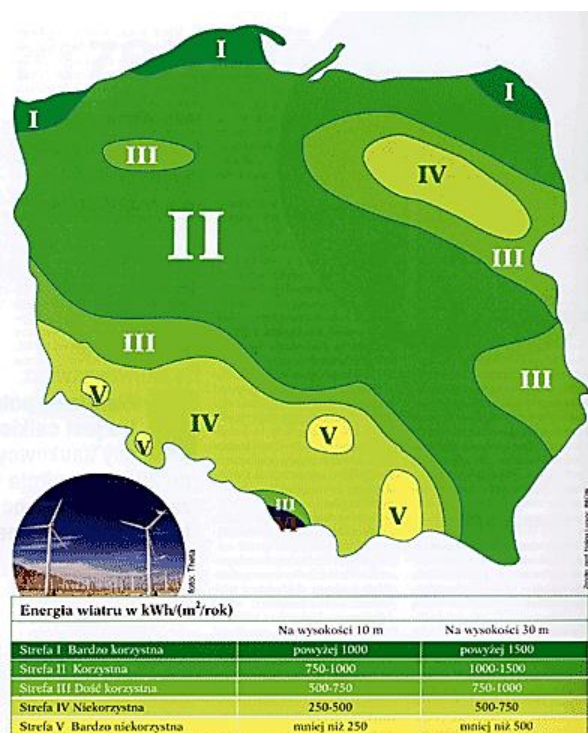 I
I
I
III
IV
II
III
III
III
V
IV
V
V
III
VI
V
foto: Theta
Energia wiatru w kWh/(m²/rok)
Na wysokości 10 m Na wysokości 30 m
Strefa I Bardzo korzystna powyżej 1000 powyżej 1500
Strefa II Korzystna 750-1000 1000-1500
Strefa III Dość korzystna 500-750 750-1000
Strefa IV Niekorzystna 250-500 500-750
Strefa V Bardzo niekorzystna mniej niż 250 mniej niż 500